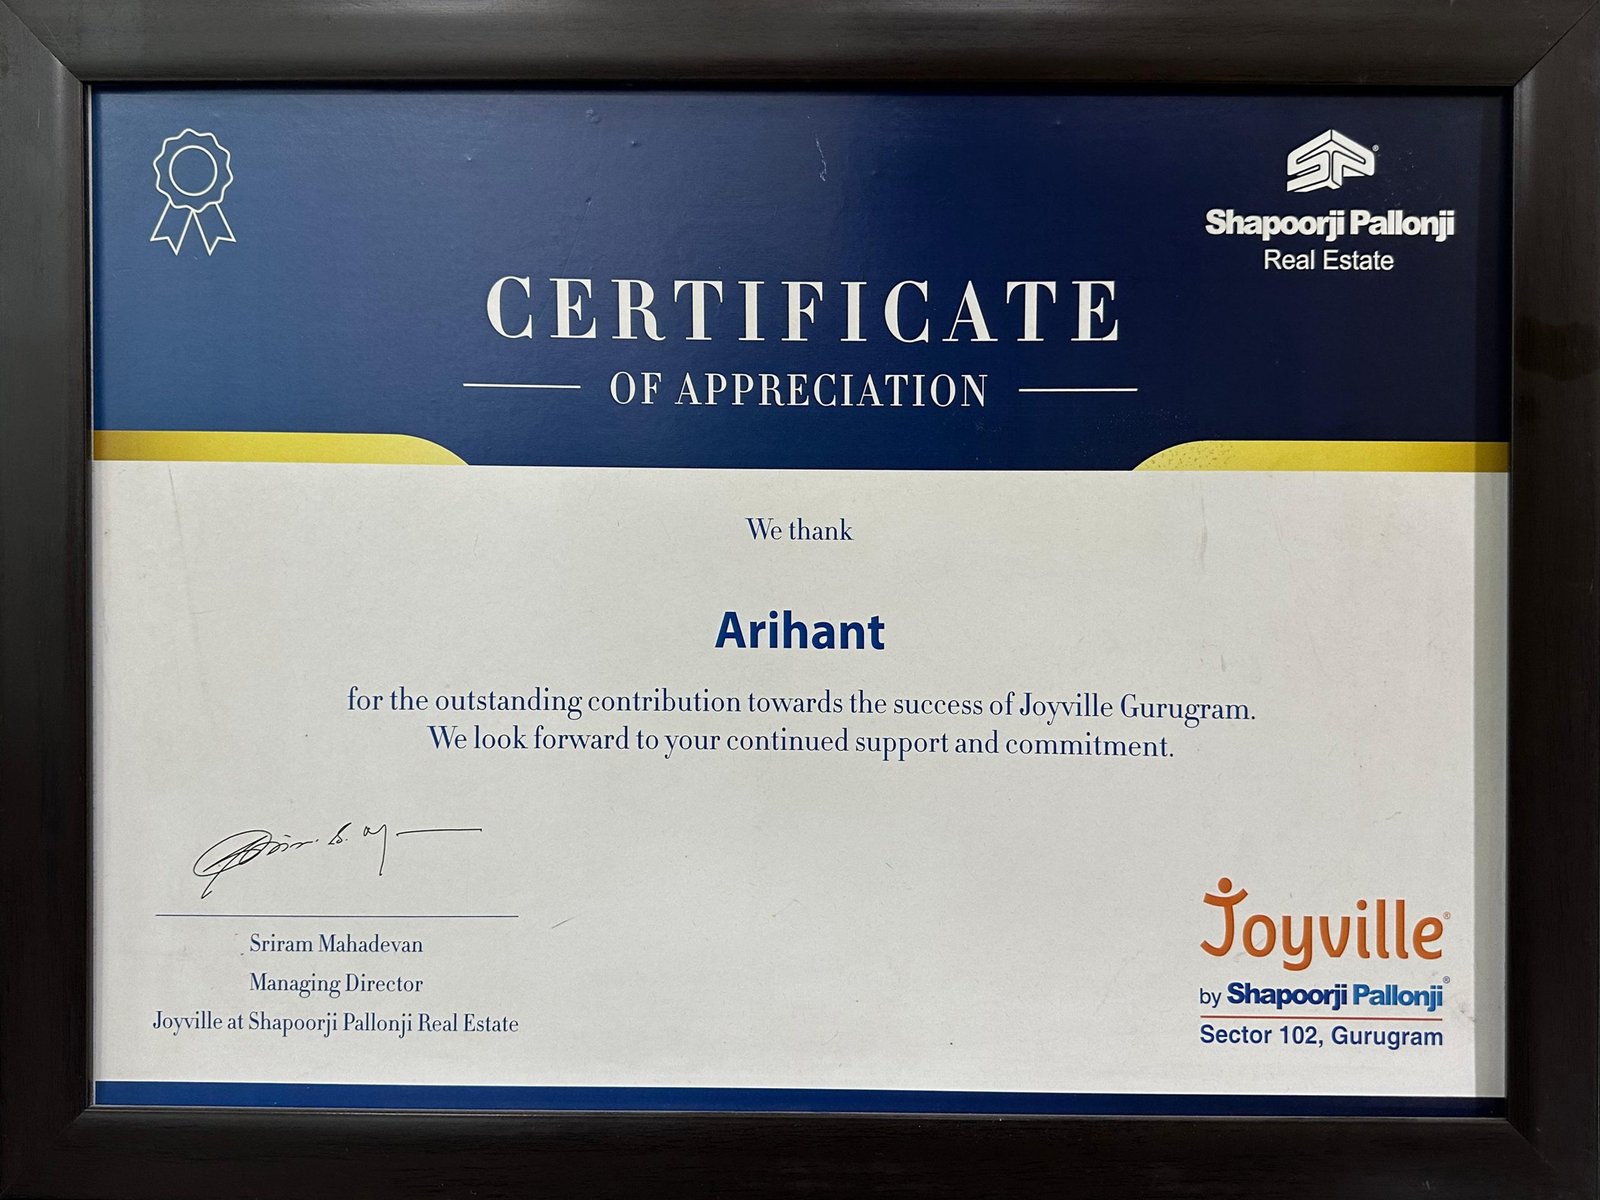 SP
Shapoorji Pallonji
Real Estate
CERTIFICATE
OF APPRECIATION
We thank
Arihant
for the outstanding contribution towards the success of Joyville Gurugram.
We look forward to your continued support and commitment.
Sriram Mahadevan
Managing Director
Joyville at Shapoorji Pallonji Real Estate
Joyville®
by Shapoorji Pallonji®
Sector 102, Gurugram